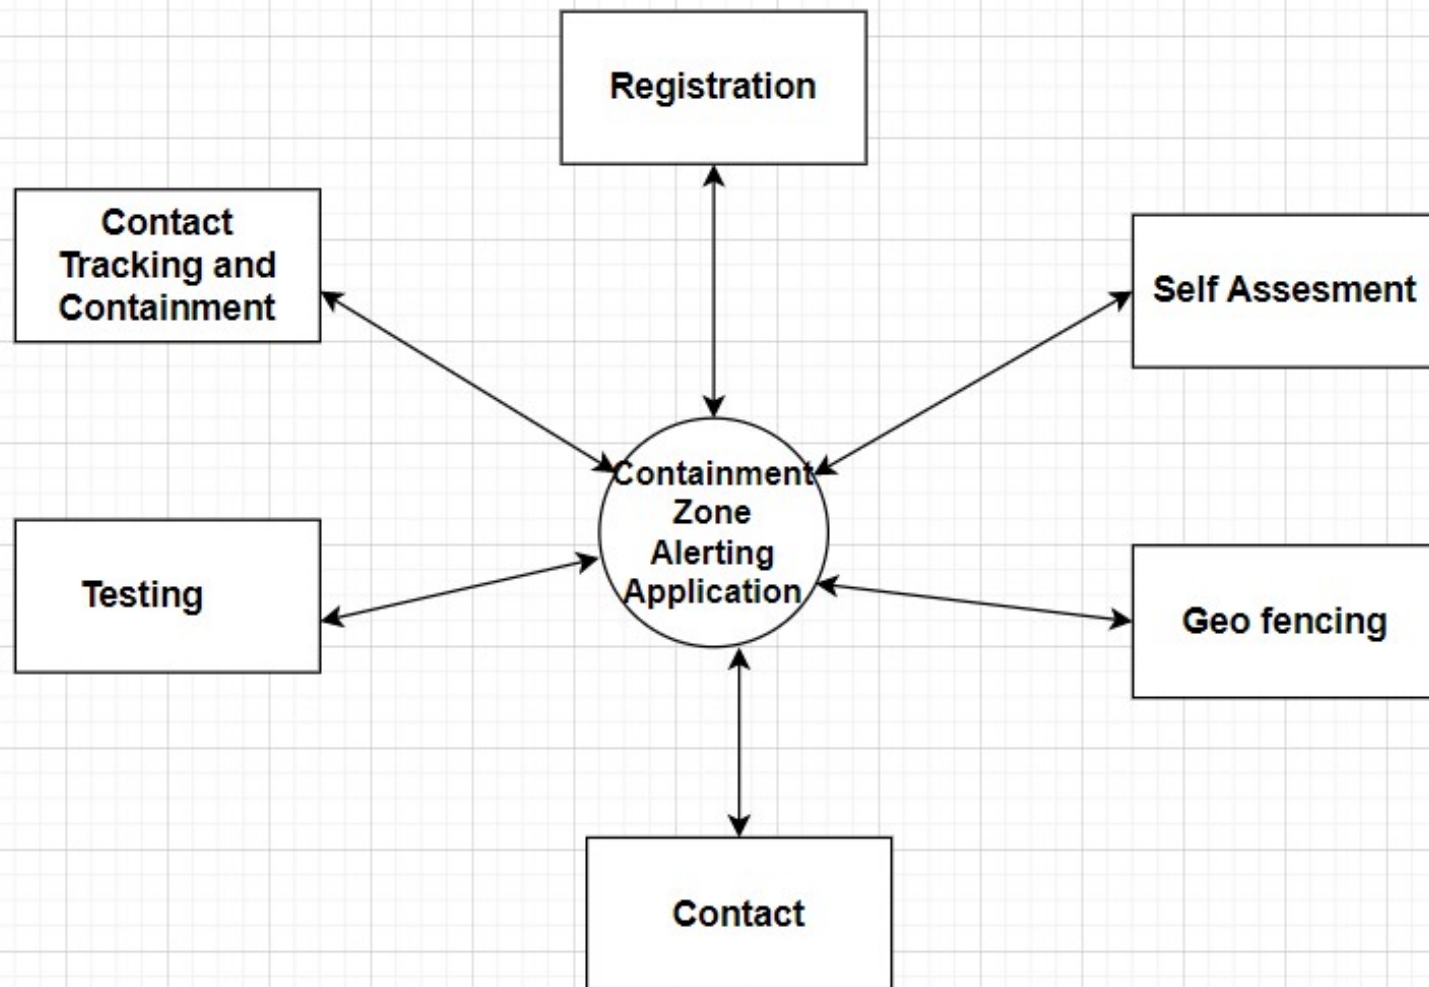 Registration
Contact
Tracking and
Containment
Self Assesment
Containment
Zone
Alerting
Application
Testing
Geo fencing
Contact